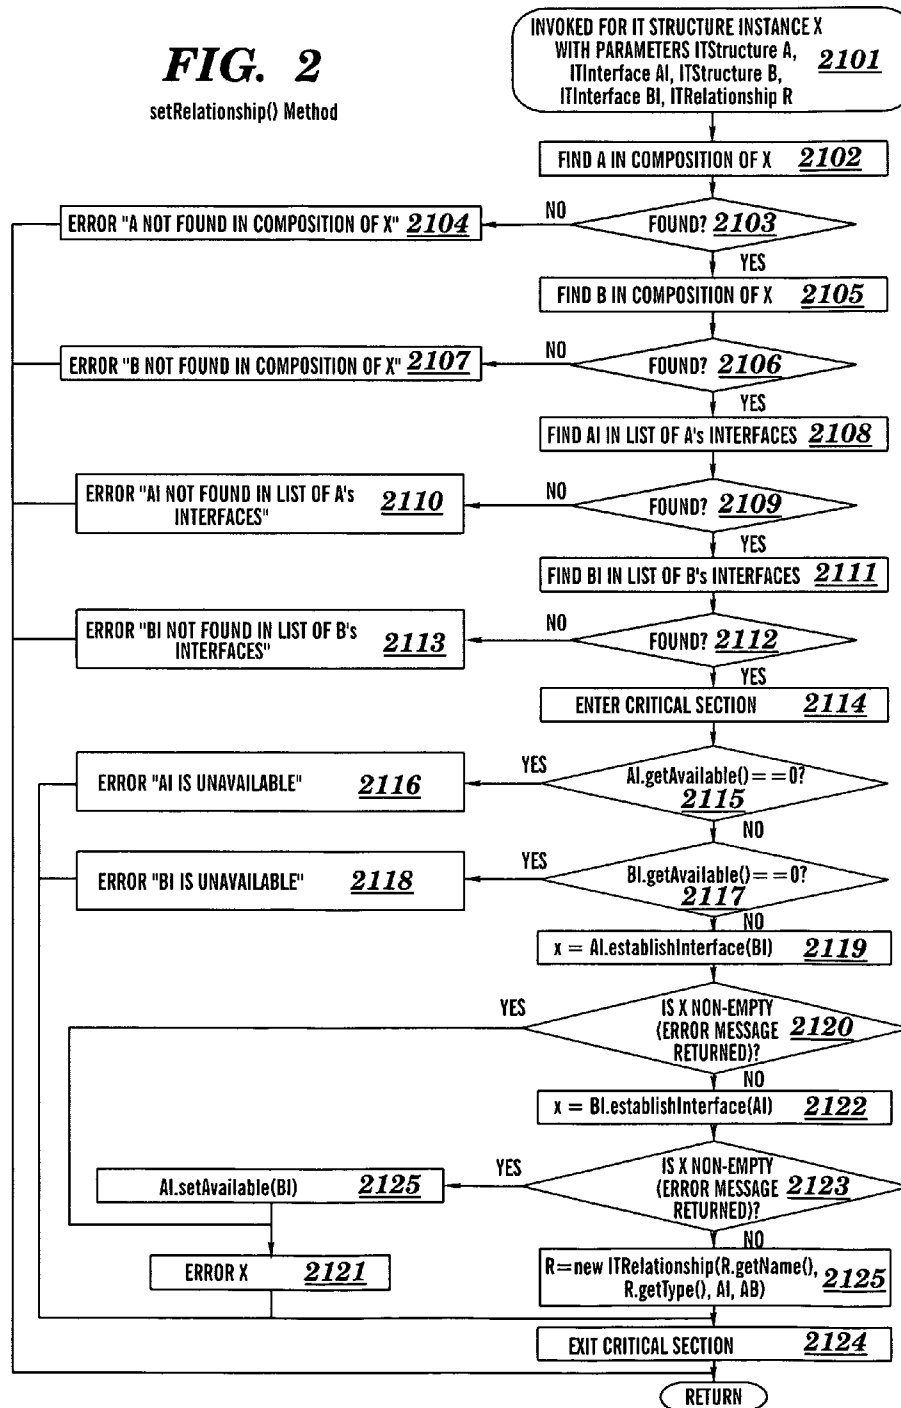 FIG. 2
setRelationship() Method
INVOKED FOR IT STRUCTURE INSTANCE X
WITH PARAMETERS ITStructure A,
ITInterface AI, ITStructure B,
ITInterface BI, ITRelationship R
2101
FIND A IN COMPOSITION OF X 2102
FOUND? 2103
NO
YES
ERROR "A NOT FOUND IN COMPOSITION OF X" 2104
FIND B IN COMPOSITION OF X 2105
FOUND? 2106
NO
YES
ERROR "B NOT FOUND IN COMPOSITION OF X" 2107
FIND AI IN LIST OF A's INTERFACES 2108
FOUND? 2109
NO
YES
ERROR "AI NOT FOUND IN LIST OF A's
INTERFACES"
2110
FIND BI IN LIST OF B's INTERFACES 2111
FOUND? 2112
NO
YES
ERROR "BI NOT FOUND IN LIST OF B's
INTERFACES"
2113
ENTER CRITICAL SECTION 2114
AI.getAvailable()==0?
2115
YES
NO
ERROR "AI IS UNAVAILABLE" 2116
BI.getAvailable()==0?
2117
YES
NO
ERROR "BI IS UNAVAILABLE" 2118
x = AI.establishInterface(BI) 2119
IS X NON-EMPTY
(ERROR MESSAGE
RETURNED)?
2120
YES
NO
x = BI.establishInterface(AI) 2122
IS X NON-EMPTY
(ERROR MESSAGE
RETURNED)?
2123
YES
NO
AI.setAvailable(BI) 2125
ERROR X 2121
R=new ITRelationship(R.getName(),
R.getType(), AI, AB)
2125
EXIT CRITICAL SECTION 2124
RETURN